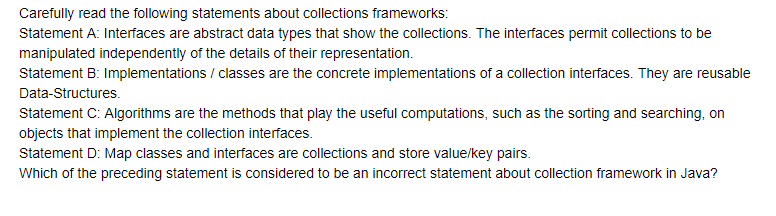 Carefully read the following statements about collections frameworks:
Statement A: Interfaces are abstract data types that show the collections. The interfaces permit collections to be
manipulated independently of the details of their representation.
Statement B: Implementations / classes are the concrete implementations of a collection interfaces. They are reusable
Data-Structures.
Statement C: Algorithms are the methods that play the useful computations, such as the sorting and searching, on
objects that implement the collection interfaces.
Statement D: Map classes and interfaces are collections and store value/key pairs.
Which of the preceding statement is considered to be an incorrect statement about collection framework in Java?